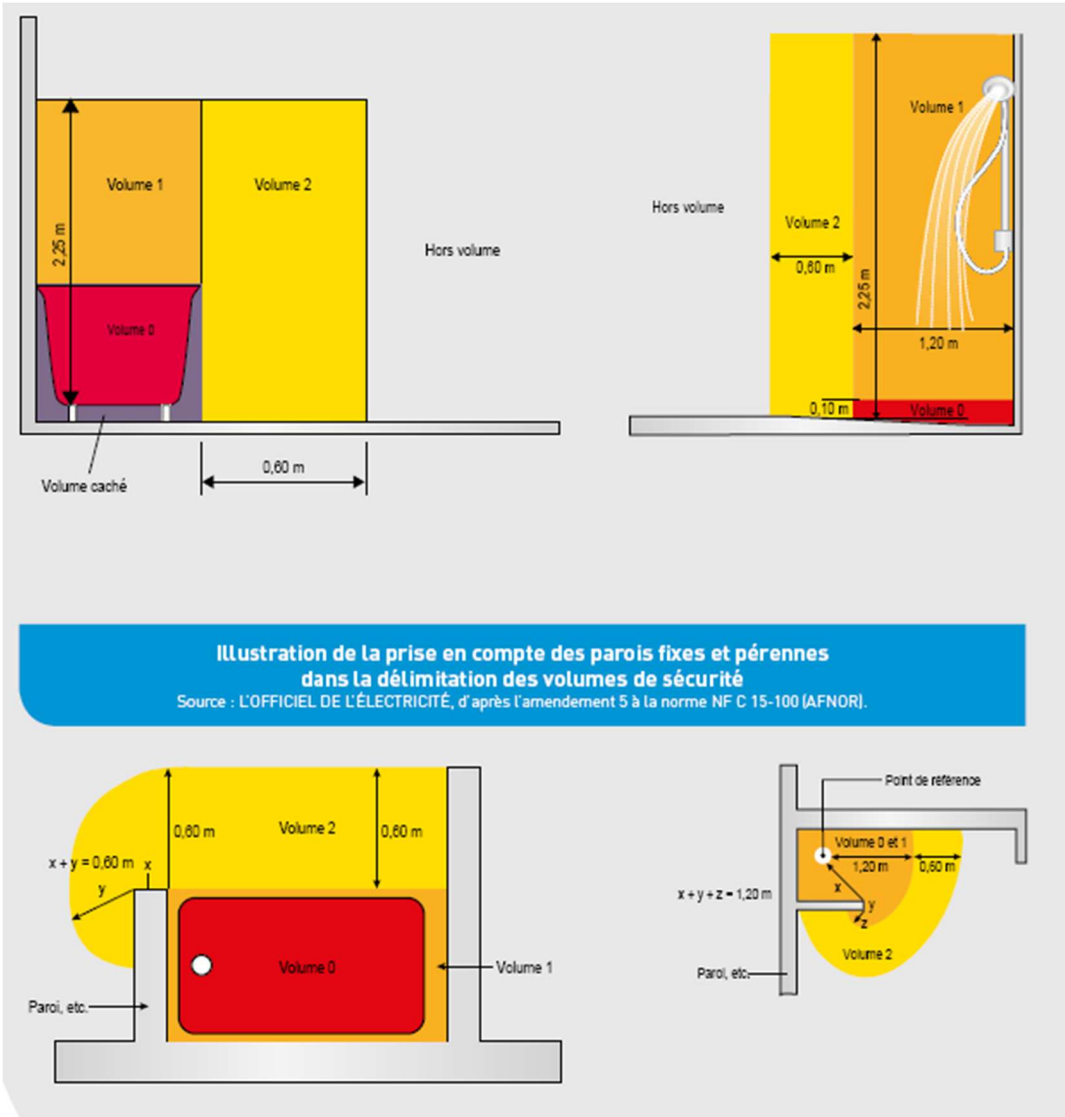 Volume 1
Volume 2
2,25 m
Hors volume
Volume 0
Volume caché
0,60 m
Hors volume
Volume 1
Volume 2
0,60 m
2,25 m
1,20 m
0,10 m
Volume 0
Illustration de la prise en compte des parois fixes et pérennes
dans la délimitation des volumes de sécurité
Source : L'OFFICIEL DE L'ÉLECTRICITÉ, d'après l'amendement 5 à la norme NF C 15-100 (AFNOR).
0,60 m
Volume 2
0,60 m
x + y = 0,60 m
x
y
Volume 0
Volume 1
Paroi, etc.
Point de référence
Volume 0 et 1
1,20 m
0,60 m
x + y + z = 1,20 m
x
y
z
Volume 2
Paroi, etc.